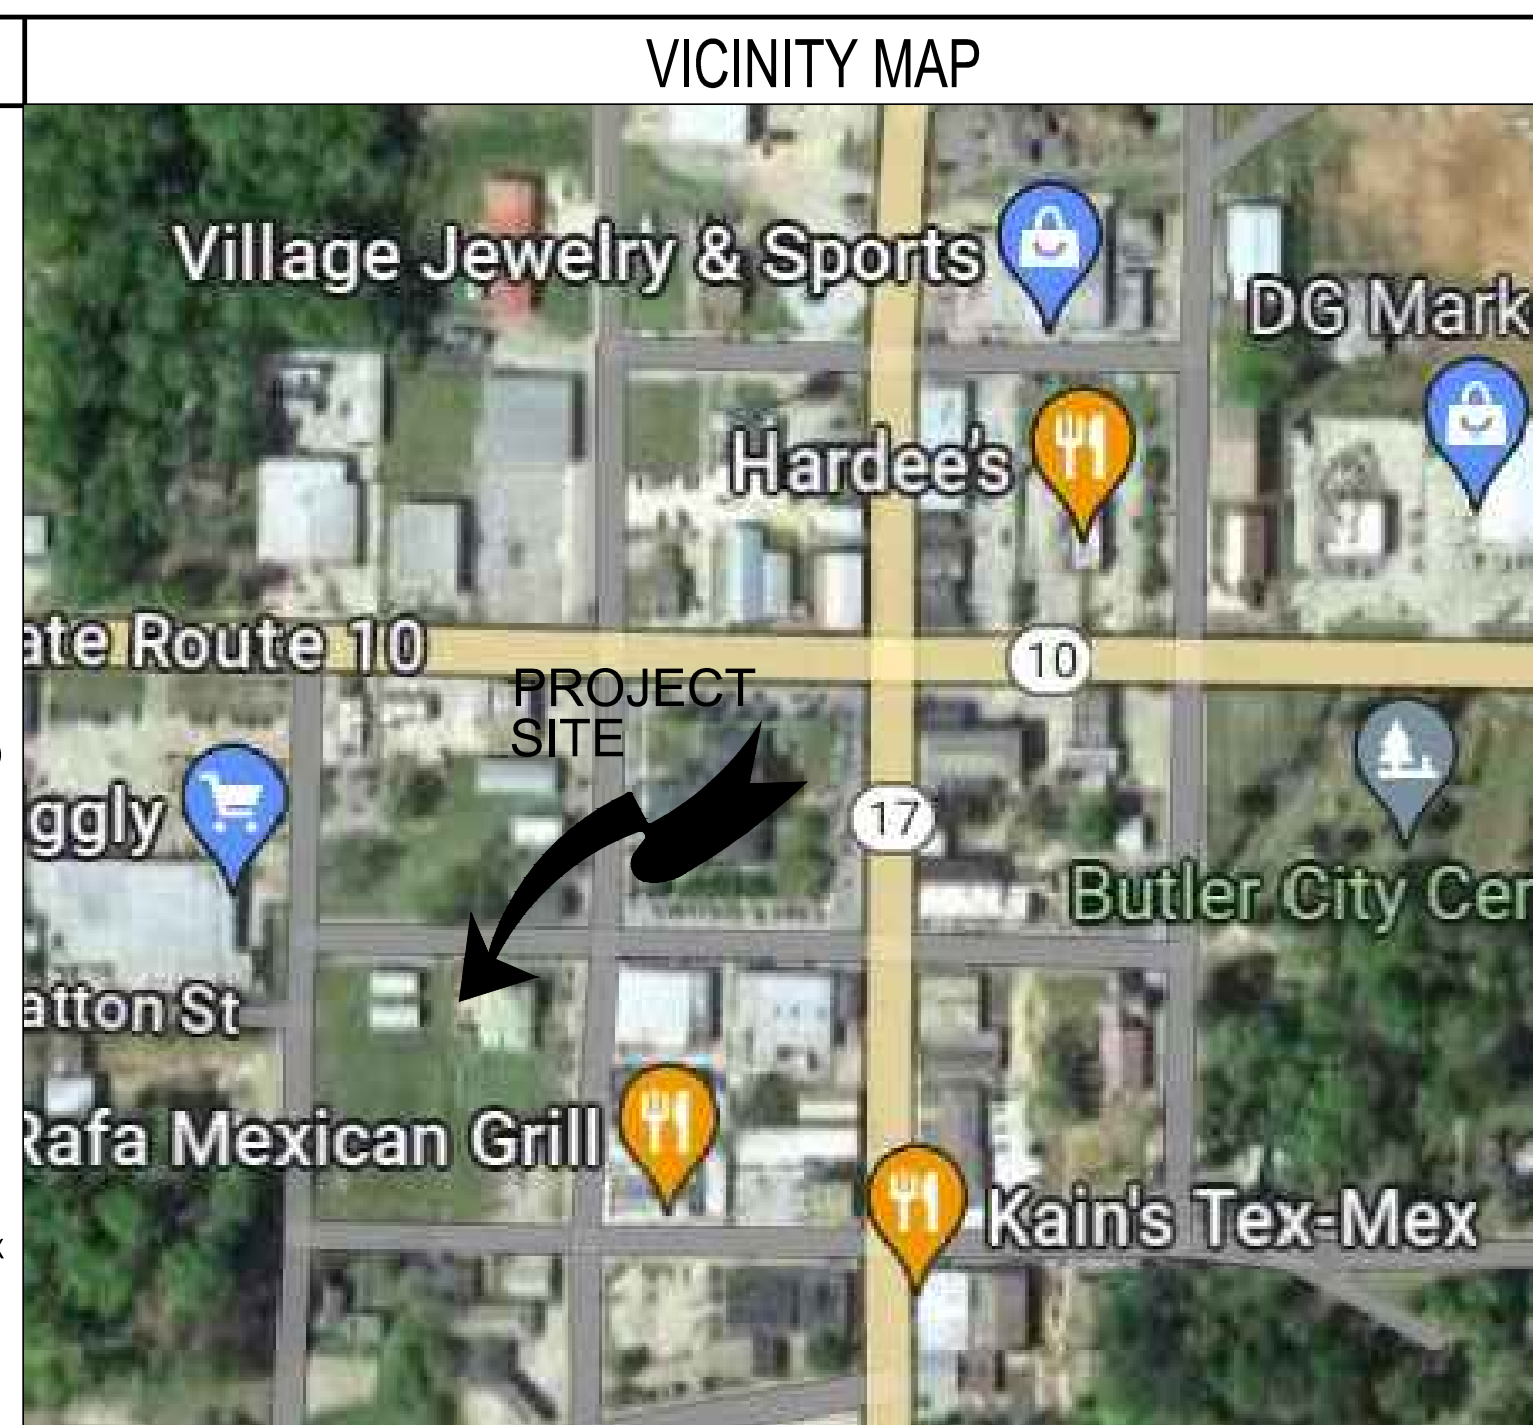 VICINITY MAP
Village Jewelry & Sports
DG Mark
Hardee's
ate Route 10
10
PROJECT
SITE
ggly
17
Butler City Cer
atton St
Rafa Mexican Grill
Kain's Tex-Mex
x